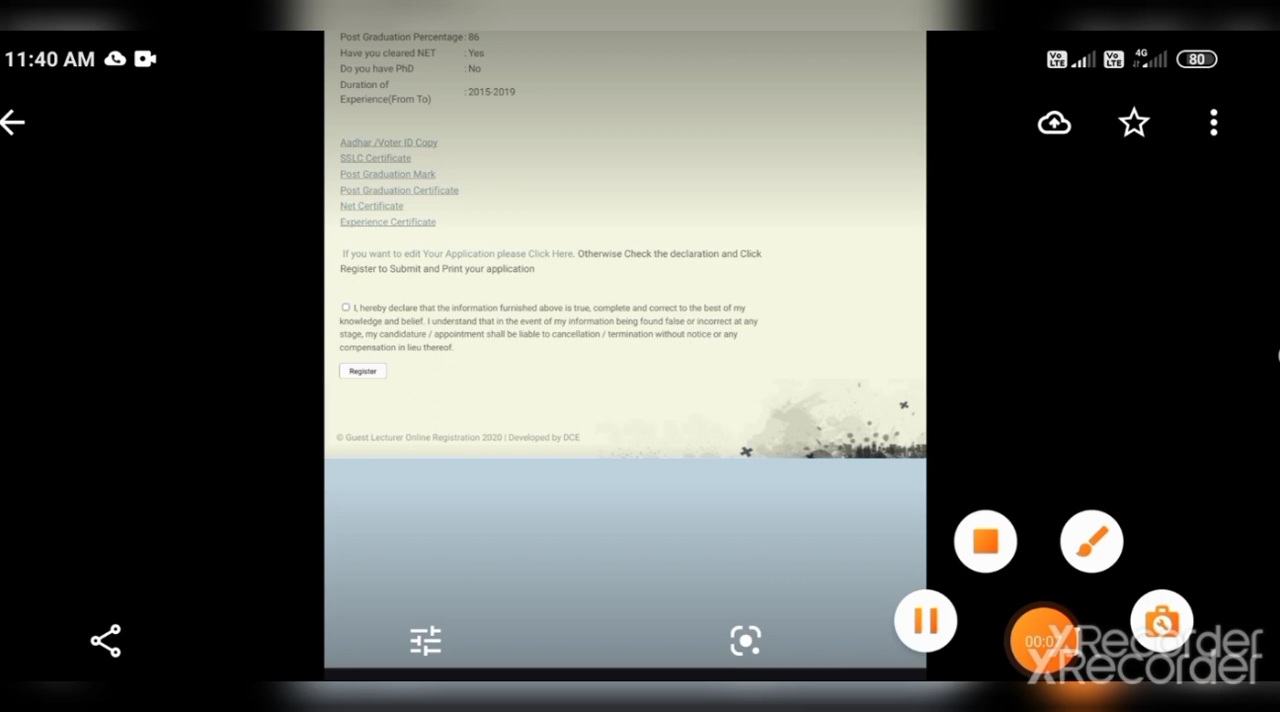 11:40 AM
Vo LTE
Vo LTE
4G
80
Post Graduation Percentage: 86
Have you cleared NET : Yes
Do you have PhD : No
Duration of
Experience(From To) : 2015-2019
Aadhar /Voter ID Copy
SSLC Certificate
Post Graduation Mark
Post Graduation Certificate
Net Certificate
Experience Certificate
If you want to edit Your Application please Click Here. Otherwise Check the declaration and Click
Register to Submit and Print your application
I, hereby declare that the information furnished above is true, complete and correct to the best of my
knowledge and belief. I understand that in the event of my information being found false or incorrect at any
stage, my candidature / appointment shall be liable to cancellation / termination without notice or any
compensation in lieu thereof.
Register
© Guest Lecturer Online Registration 2020 | Developed by DCE
XRecorder
XRecorder